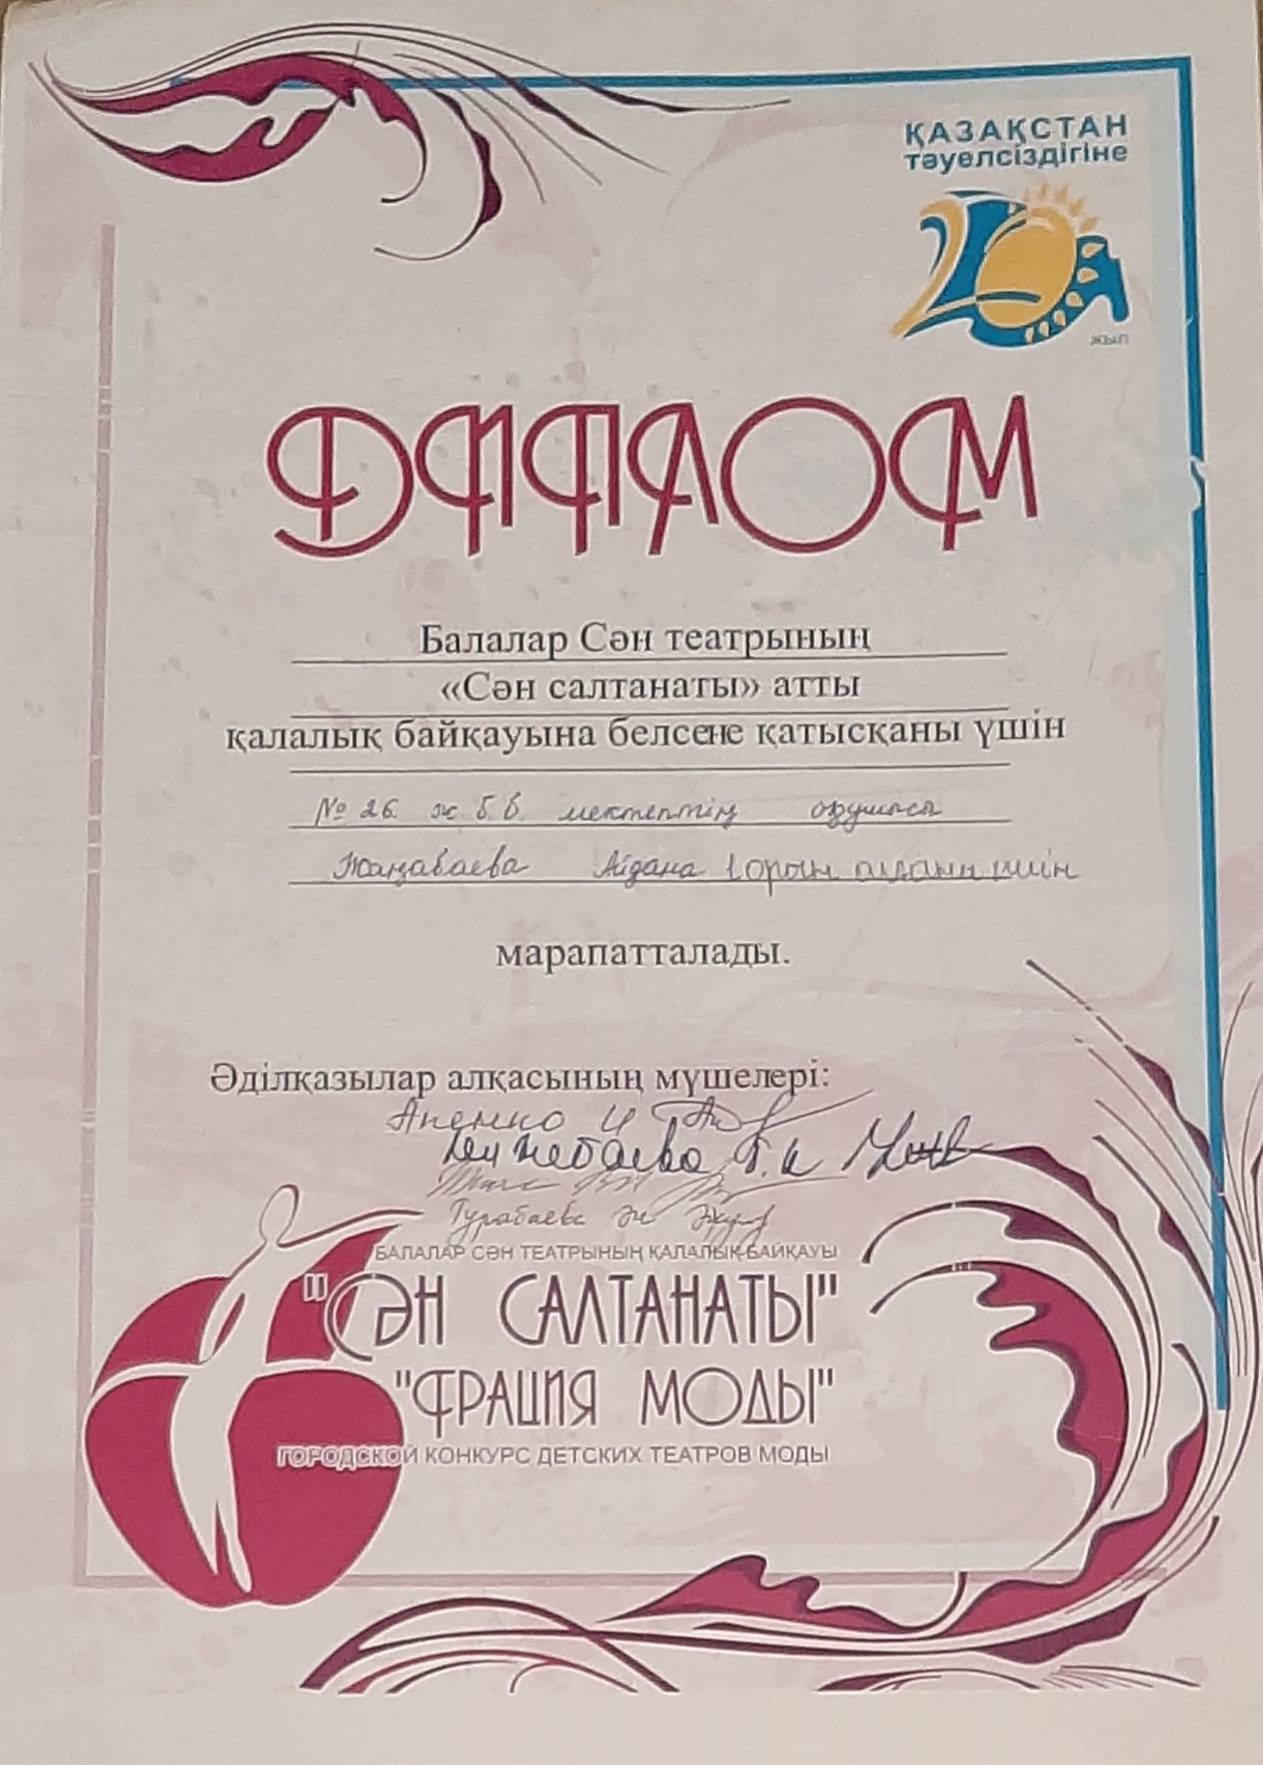 ҚАЗАҚСТАН
тәуелсіздігіне
20
жыл
ДИПЛОМ
Балалар Сән театрының
«Сән салтанаты» атты
қалалық байқауына белсене қатысқаны үшін
№ 26 ж.б.б. мектептің оқушысы
Жаңабаева Айдана 1 орын алғаны үшін
марапатталады.
Әділқазылар алқасының мүшелері:
Турабаева
БАЛАЛАР СӘН ТЕАТРЫНЫҢ ҚАЛАЛЫҚ БАЙҚАУЫ
"СӘН САЛТАНАТЫ"
"ГРАЦИЯ МОДЫ"
ГОРОДСКОЙ КОНКУРС ДЕТСКИХ ТЕАТРОВ МОДЫ